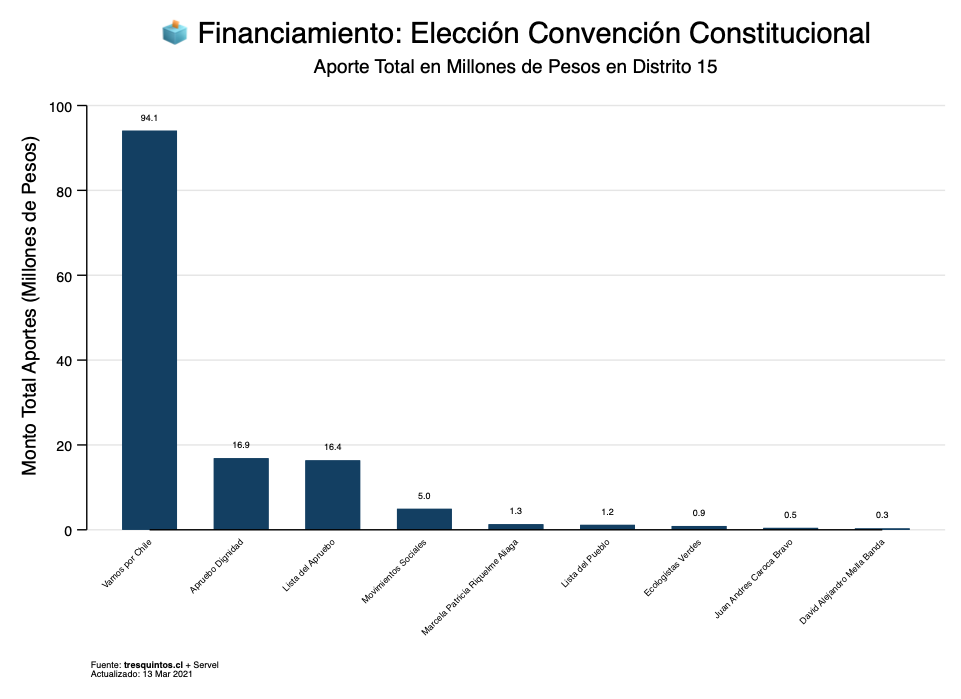 Financiamiento: Elección Convención Constitucional
Aporte Total en Millones de Pesos en Distrito 15
Monto Total Aportes (Millones de Pesos)
100
80
60
40
20
0
94.1
16.9
16.4
5.0
1.3
1.2
0.9
0.5
0.3
Vamos por Chile
Apruebo Dignidad
Lista del Apruebo
Movimientos Sociales
Marcela Patricia Riquelme Aliaga
Lista del Pueblo
Ecologistas Verdes
Juan Andres Caroca Bravo
David Alejandro Mella Banda
Fuente: tresquintos.cl + Servel
Actualizado: 13 Mar 2021